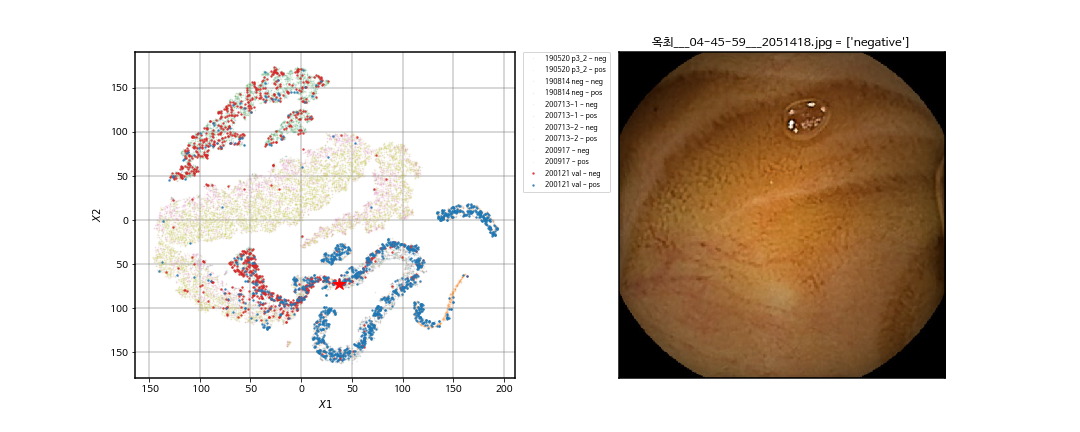 옥최___04-45-59___2051418.jpg = ['negative']
190520 p3_2 - neg
190520 p3_2 - pos
190814 neg - neg
190814 neg - pos
200713-1 - neg
200713-1 - pos
200713-2 - neg
200713-2 - pos
200917 - neg
200917 - pos
200121 val - neg
200121 val - pos
150
100
50
0
50
100
150
X2
150 100 50 0 50 100 150 200
X1